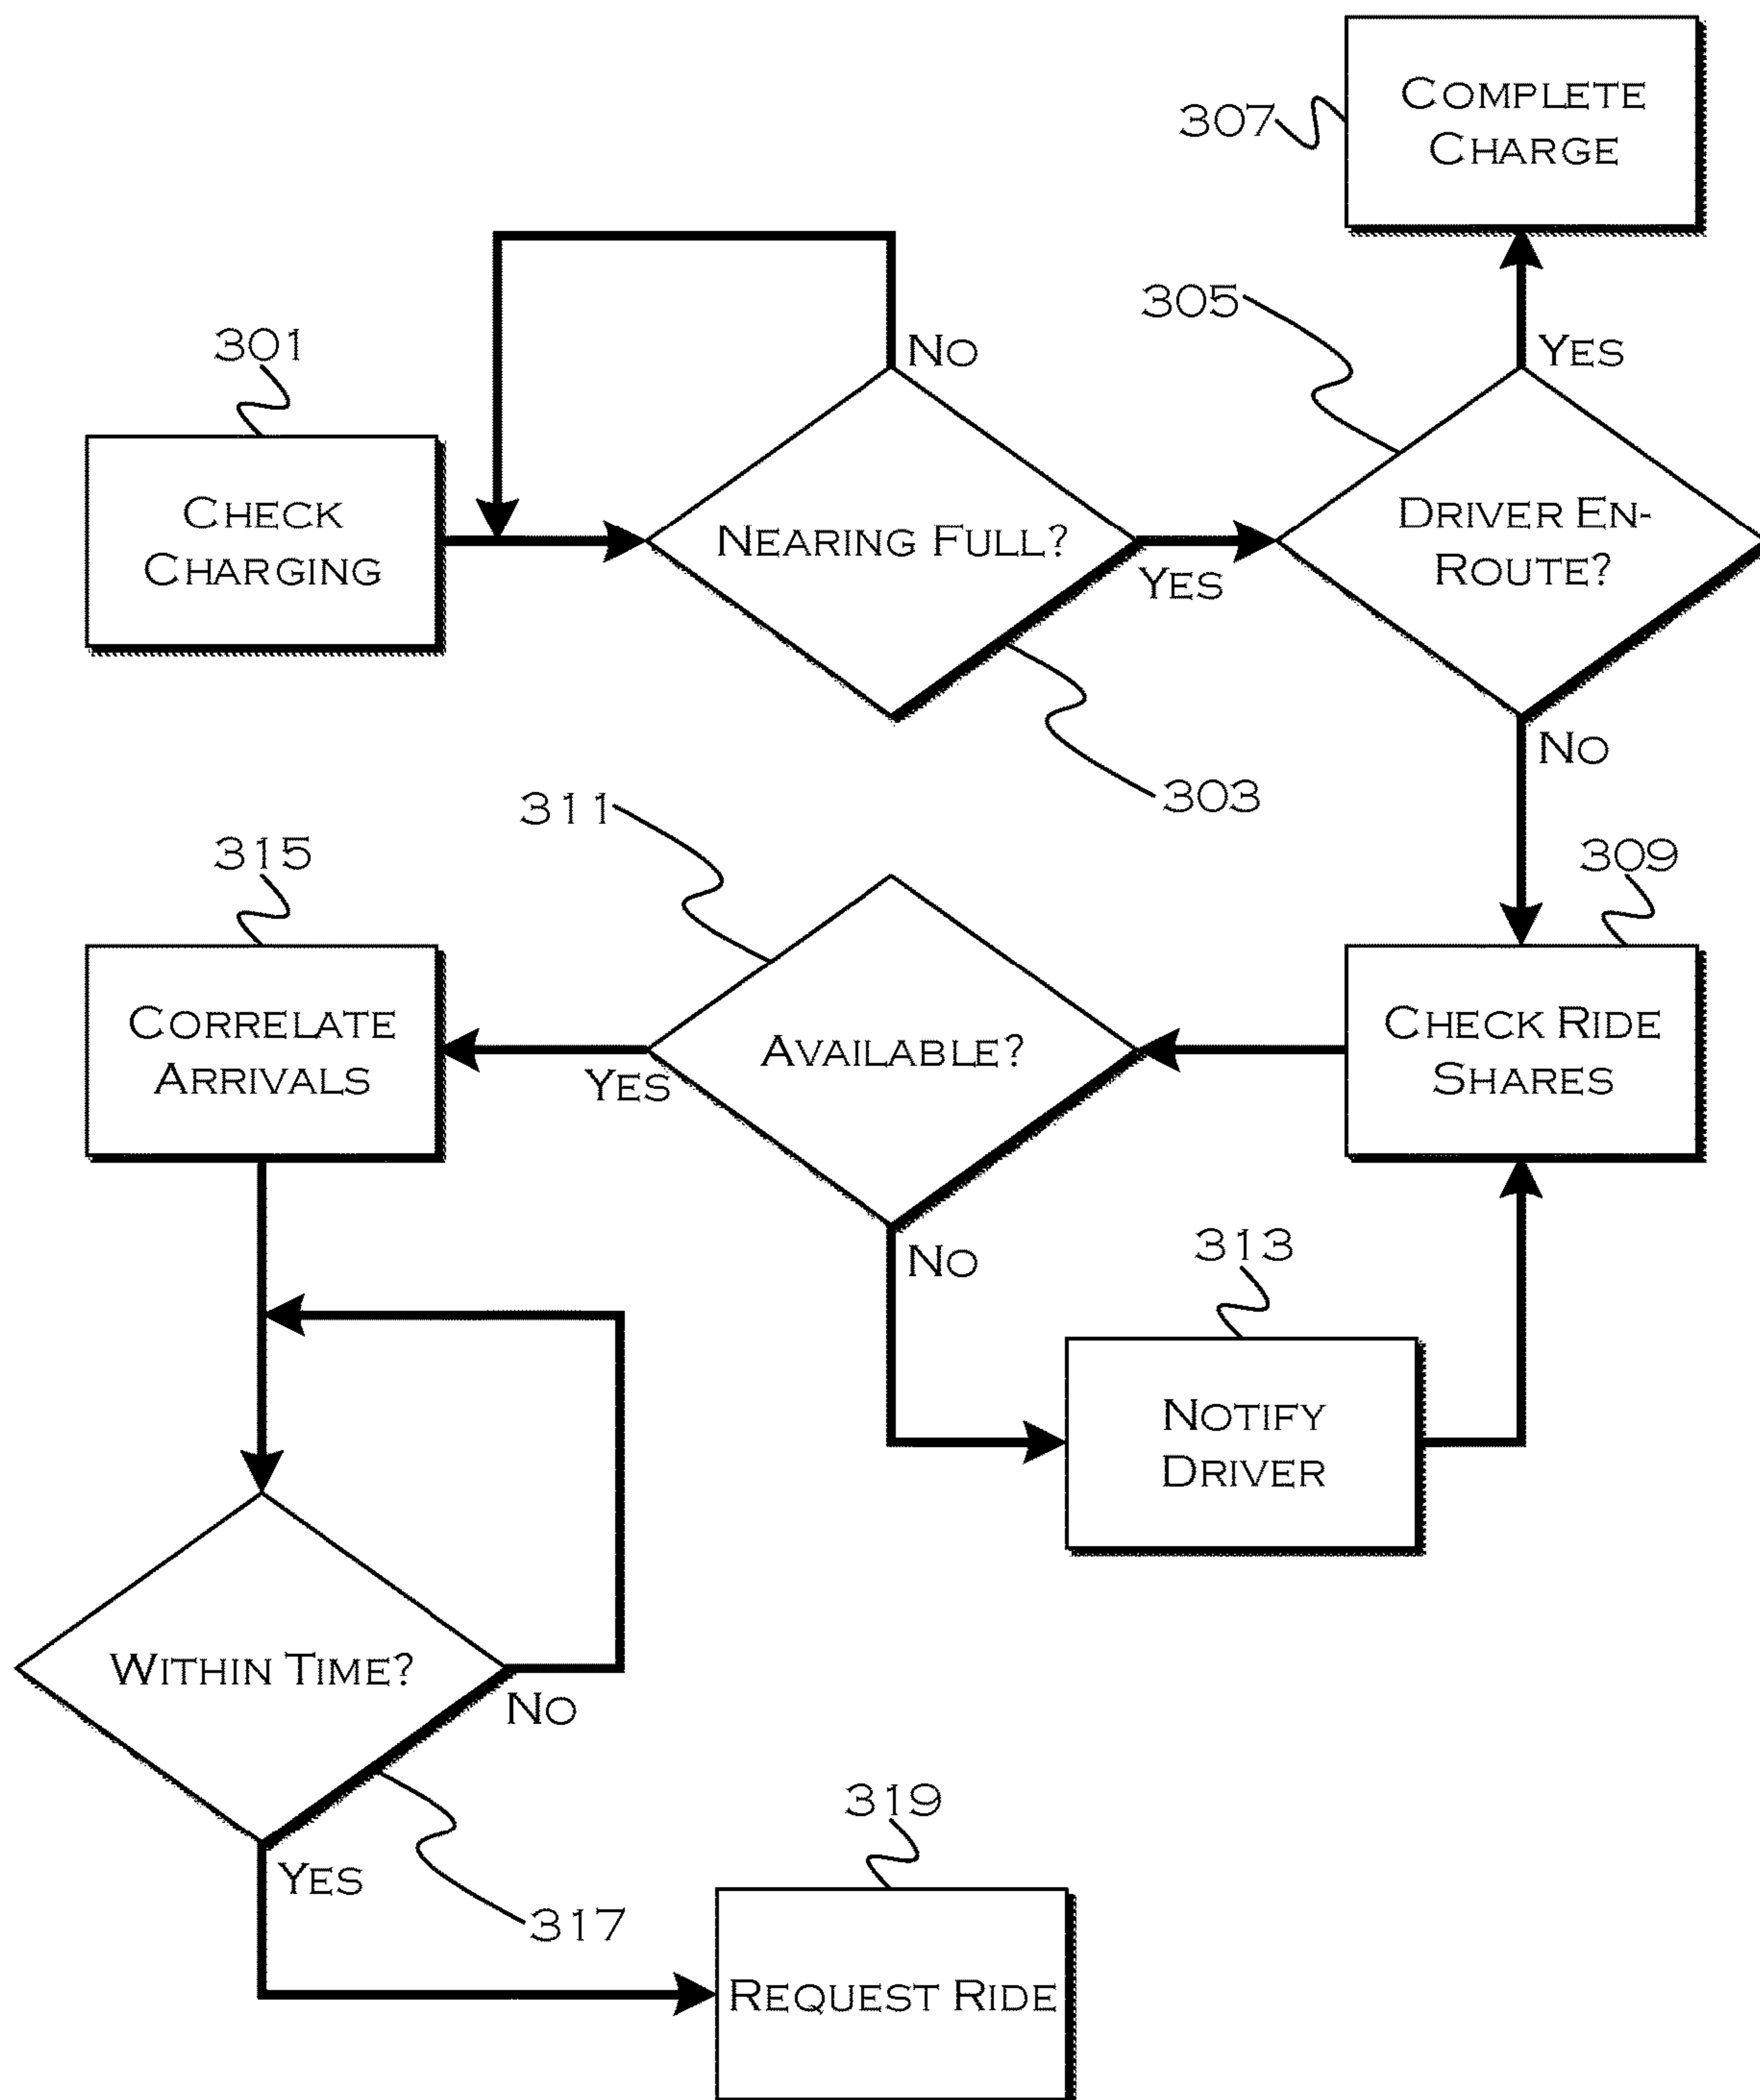 307
COMPLETE
CHARGE
305
301
NO
YES
CHECK
CHARGING
NEARING FULL?
YES
DRIVER EN-
ROUTE?
NO
303
311
315
309
CORRELATE
ARRIVALS
YES
AVAILABLE?
CHECK RIDE
SHARES
NO
313
NOTIFY
DRIVER
WITHIN TIME?
NO
YES
317
319
REQUEST RIDE